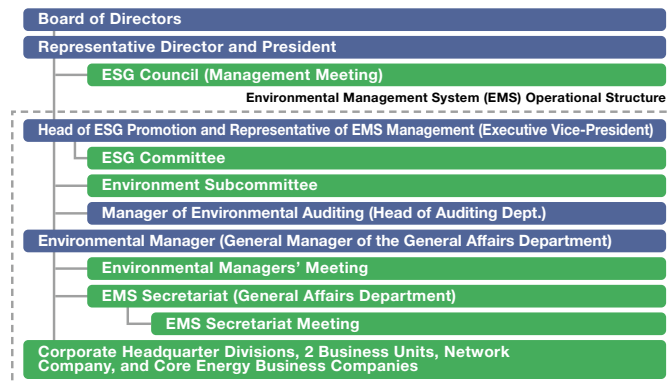 Board of Directors
Representative Director and President
ESG Council (Management Meeting)
Environmental Management System (EMS) Operational Structure
Head of ESG Promotion and Representative of EMS Management (Executive Vice-President)
ESG Committee
Environment Subcommittee
Manager of Environmental Auditing (Head of Auditing Dept.)
Environmental Manager (General Manager of the General Affairs Department)
Environmental Managers' Meeting
EMS Secretariat (General Affairs Department)
EMS Secretariat Meeting
Corporate Headquarter Divisions, 2 Business Units, Network
Company, and Core Energy Business Companies